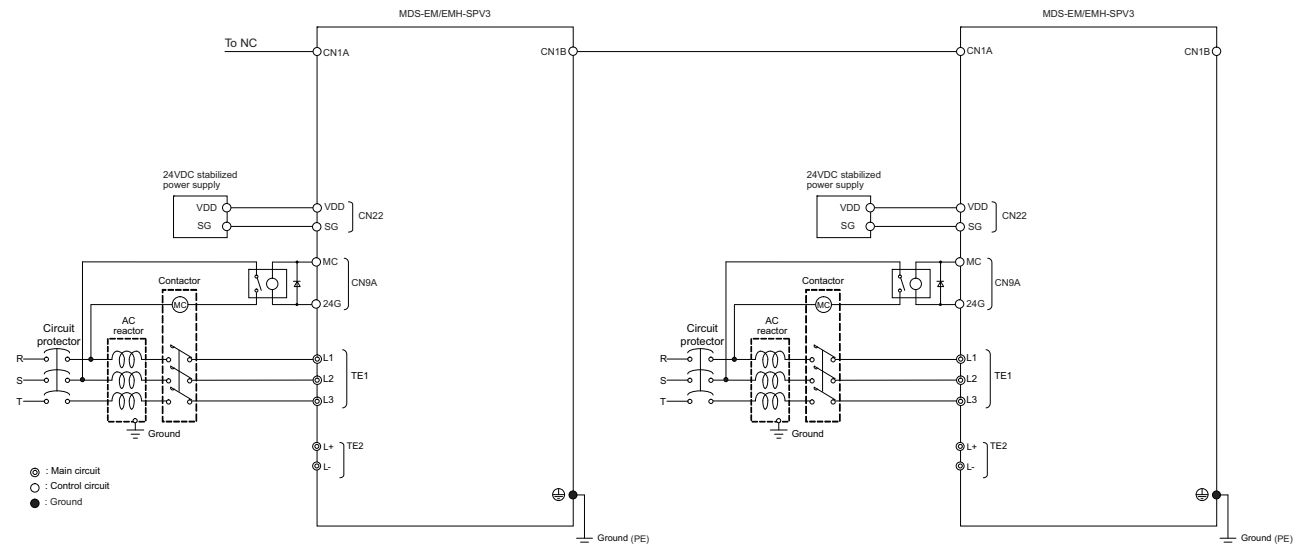 MDS-EM/EMH-SPV3
To NC
CN1A
CN1B
24VDC stabilized
power supply
VDD
SG
VDD
SG
CN22
MC
24G
CN9A
Contactor
MC
Circuit
protector
AC
reactor
R
S
T
L1
L2
L3
TE1
Ground
L+
L-
TE2
Ground (PE)
: Main circuit
: Control circuit
: Ground
MDS-EM/EMH-SPV3
CN1A
CN1B
24VDC stabilized
power supply
VDD
SG
VDD
SG
CN22
MC
24G
CN9A
Contactor
MC
Circuit
protector
AC
reactor
R
S
T
L1
L2
L3
TE1
Ground
L+
L-
TE2
Ground (PE)